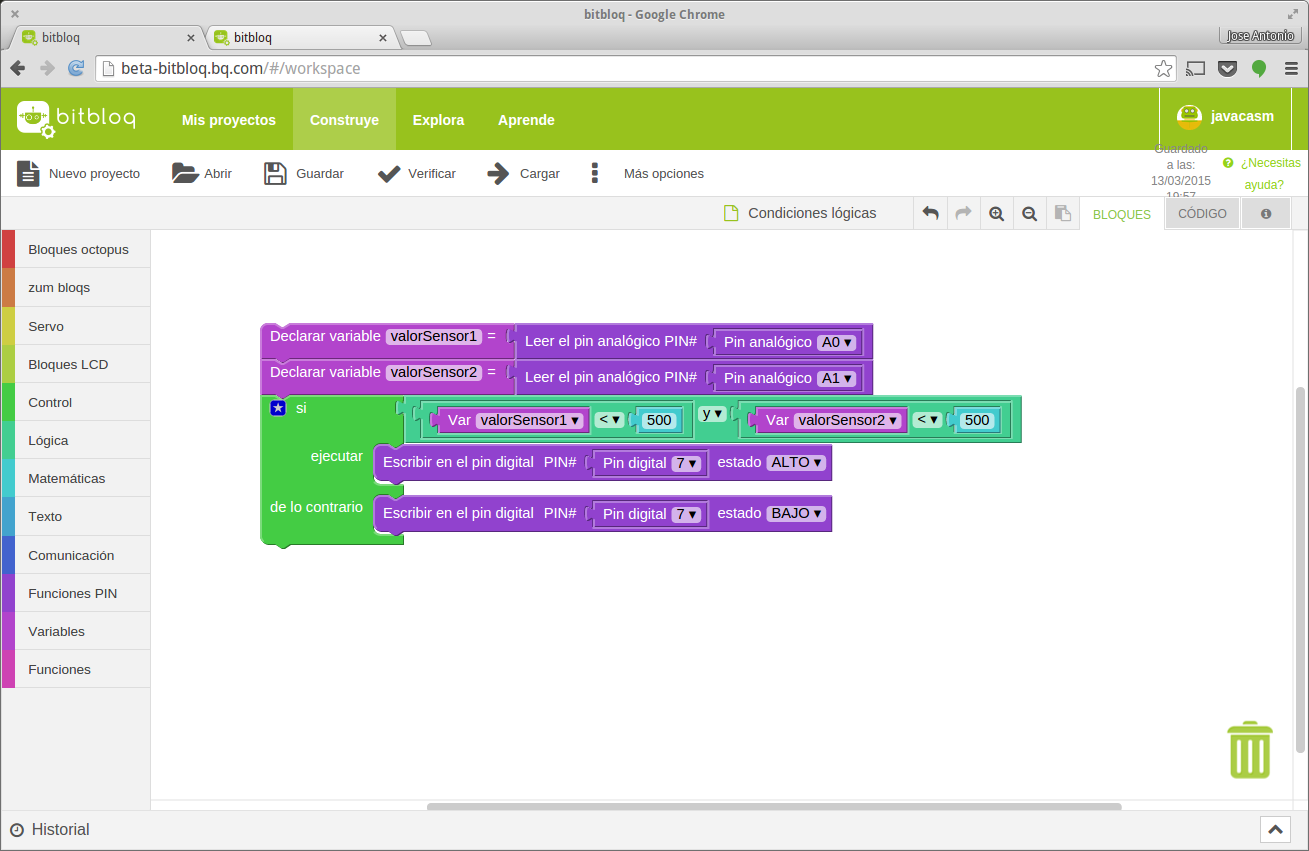 bitbloq - Google Chrome
bitbloq
bitbloq
Jose Antonio
beta-bitbloq.bq.com/#/workspace
bitbloq
Mis proyectos
Construye
Explora
Aprende
javacasm
Nuevo proyecto
Abrir
Guardar
Verificar
Cargar
Más opciones
Guardado
a las:
13/03/2015
19:57
¿Necesitas
ayuda?
Condiciones lógicas
BLOQUES
CÓDIGO
Bloques octopus
zum bloqs
Servo
Bloques LCD
Control
Lógica
Matemáticas
Texto
Comunicación
Funciones PIN
Variables
Funciones
Declarar variable valorSensor1 = Leer el pin analógico PIN# Pin analógico A0 ▾
Declarar variable valorSensor2 = Leer el pin analógico PIN# Pin analógico A1 ▾
si Var valorSensor1 ▾ < ▾ 500 y ▾ Var valorSensor2 ▾ < ▾ 500
ejecutar Escribir en el pin digital PIN# Pin digital 7 ▾ estado ALTO ▾
de lo contrario Escribir en el pin digital PIN# Pin digital 7 ▾ estado BAJO ▾
Historial